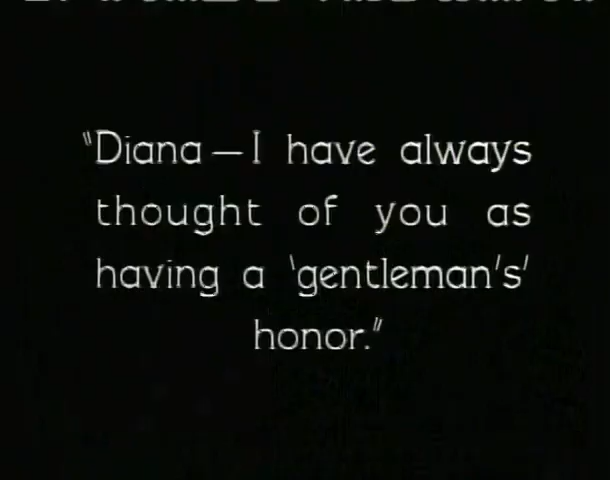 "Diana — I have always
thought of you as
having a 'gentleman's'
honor."